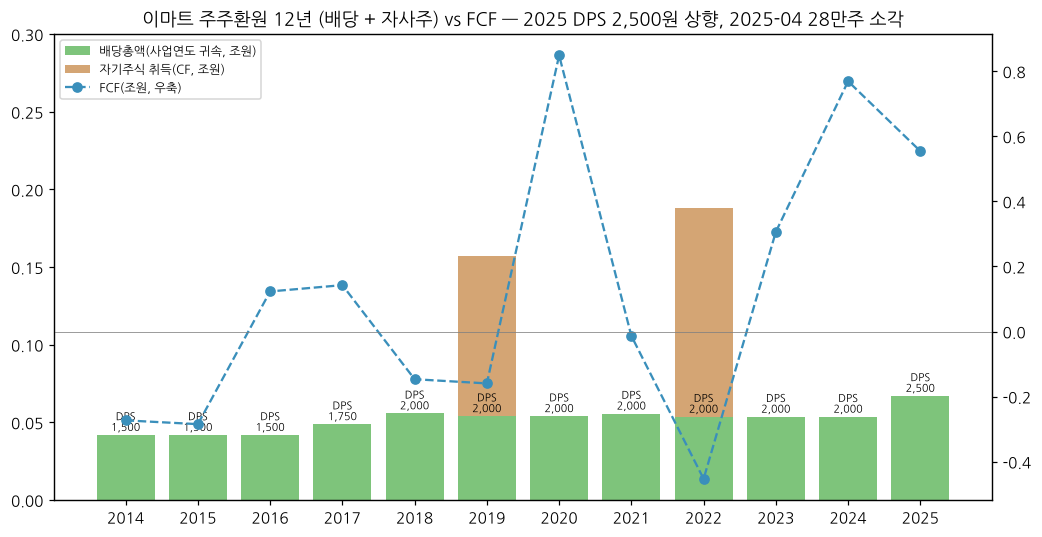 이마트 주주환원 12년 (배당 + 자사주) vs FCF — 2025 DPS 2,500원 상향, 2025-04 28만주 소각
배당총액(사업연도 귀속, 조원)
자기주식 취득(CF, 조원)
FCF(조원, 우축)
0.30
0.25
0.20
0.15
0.10
0.05
0.00
0.8
0.6
0.4
0.2
0.0
-0.2
-0.4
DPS
1,500
DPS
1,500
DPS
1,500
DPS
1,750
DPS
2,000
DPS
2,000
DPS
2,000
DPS
2,000
DPS
2,000
DPS
2,000
DPS
2,000
DPS
2,500
2014
2015
2016
2017
2018
2019
2020
2021
2022
2023
2024
2025